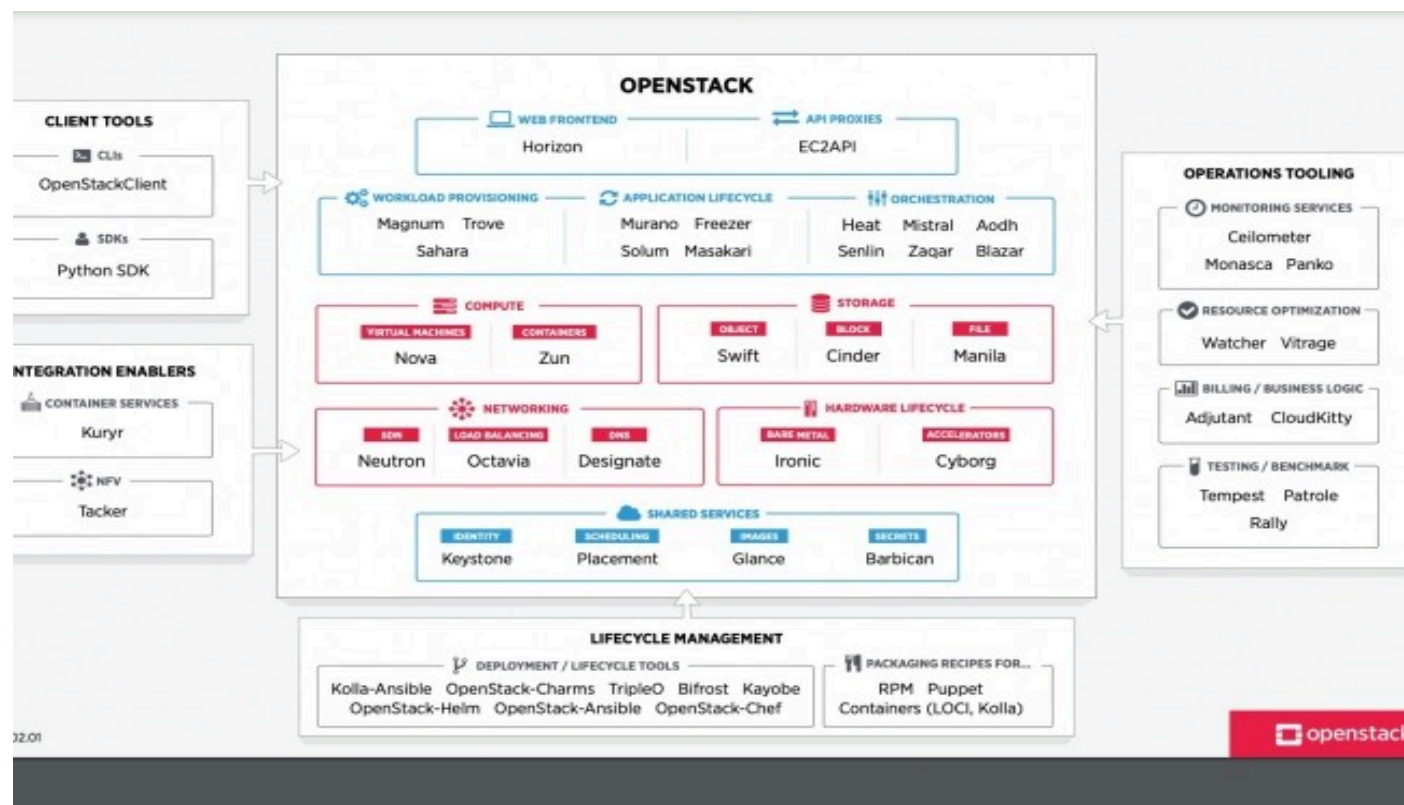 OPENSTACK
WEB FRONTEND
API PROXIES
Horizon
EC2API
WORKLOAD PROVISIONING
APPLICATION LIFECYCLE
ORCHESTRATION
Magnum Trove
Sahara
Murano Freezer
Solum Masakari
Heat Mistral Aodh
Senlin Zaqar Blazar
COMPUTE
VIRTUAL MACHINES
CONTAINERS
Nova
Zun
STORAGE
OBJECT
BLOCK
FILE
Swift
Cinder
Manila
NETWORKING
SDN
LOAD BALANCING
DNS
Neutron
Octavia
Designate
HARDWARE LIFECYCLE
BARE METAL
ACCELERATORS
Ironic
Cyborg
SHARED SERVICES
IDENTITY
SCHEDULING
IMAGES
SECRETS
Keystone
Placement
Glance
Barbican
CLIENT TOOLS
CLIs
OpenStackClient
SDKs
Python SDK
NTEGRATION ENABLERS
CONTAINER SERVICES
Kuryr
NFV
Tacker
OPERATIONS TOOLING
MONITORING SERVICES
Ceilometer
Monasca Panko
RESOURCE OPTIMIZATION
Watcher Vitrage
BILLING / BUSINESS LOGIC
Adjutant CloudKitty
TESTING / BENCHMARK
Tempest Patrole
Rally
LIFECYCLE MANAGEMENT
DEPLOYMENT / LIFECYCLE TOOLS
Kolla-Ansible OpenStack-Charms TripleO Bifrost Kayobe
OpenStack-Helm OpenStack-Ansible OpenStack-Chef
PACKAGING RECIPES FOR...
RPM Puppet
Containers (LOCI, Kolla)
02.01
openstack